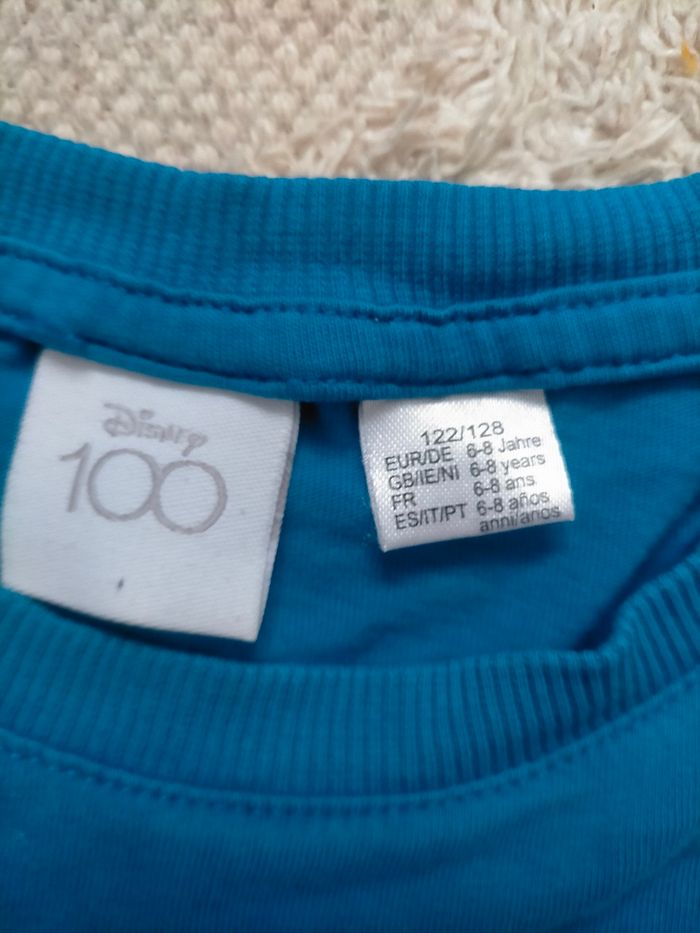 Disney
100
122/128
EUR/DE 6-8 Jahre
GB/IE/NI 6-8 years
FR 6-8 ans
ES/IT/PT 6-8 años
anni/anos